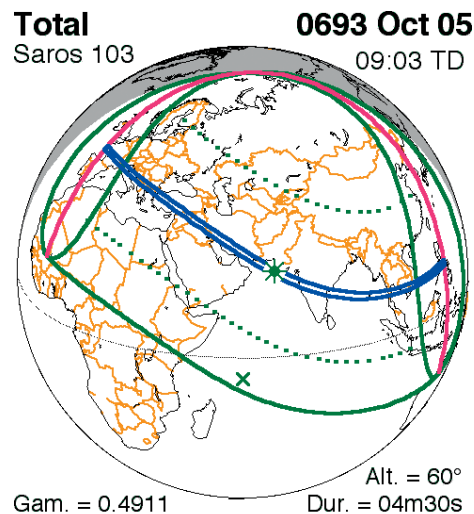 Total
0693 Oct 05
Saros 103
09:03 TD
Alt. = 60°
Gam. = 0.4911
Dur. = 04m30s